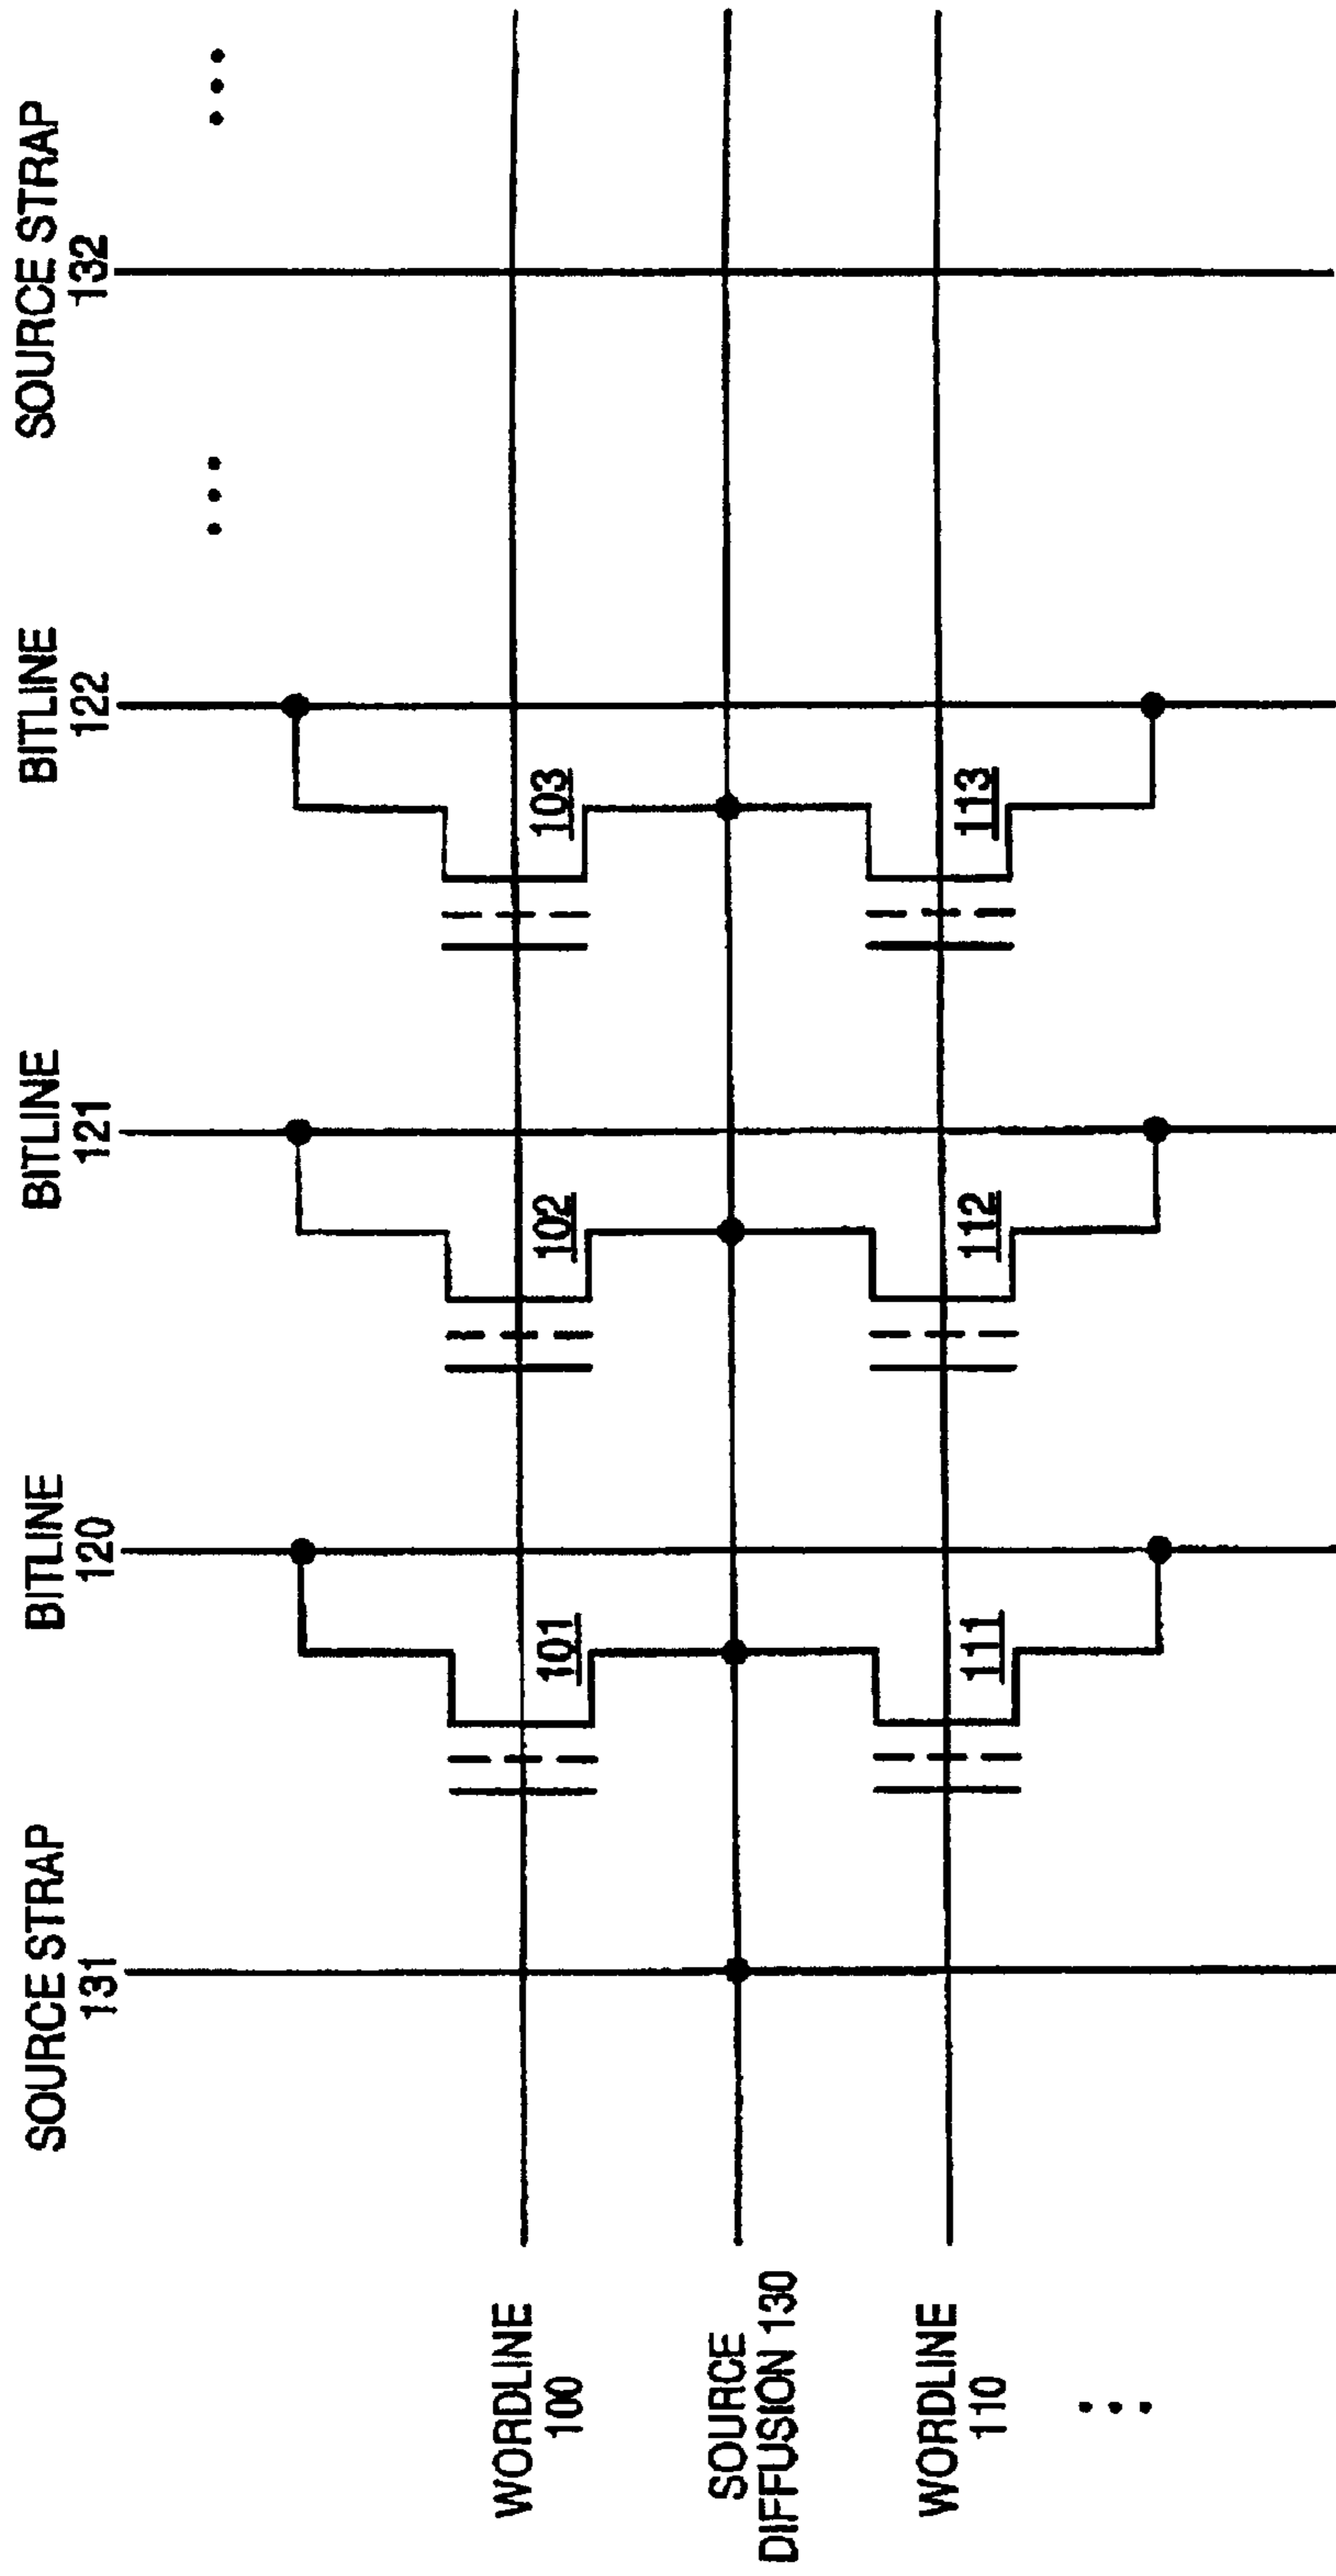 SOURCE STRAP
131
BITLINE
120
BITLINE
121
BITLINE
122
SOURCE STRAP
132
...
...
WORDLINE
100
101
102
103
SOURCE
DIFFUSION 130
WORDLINE
110
111
112
113
...